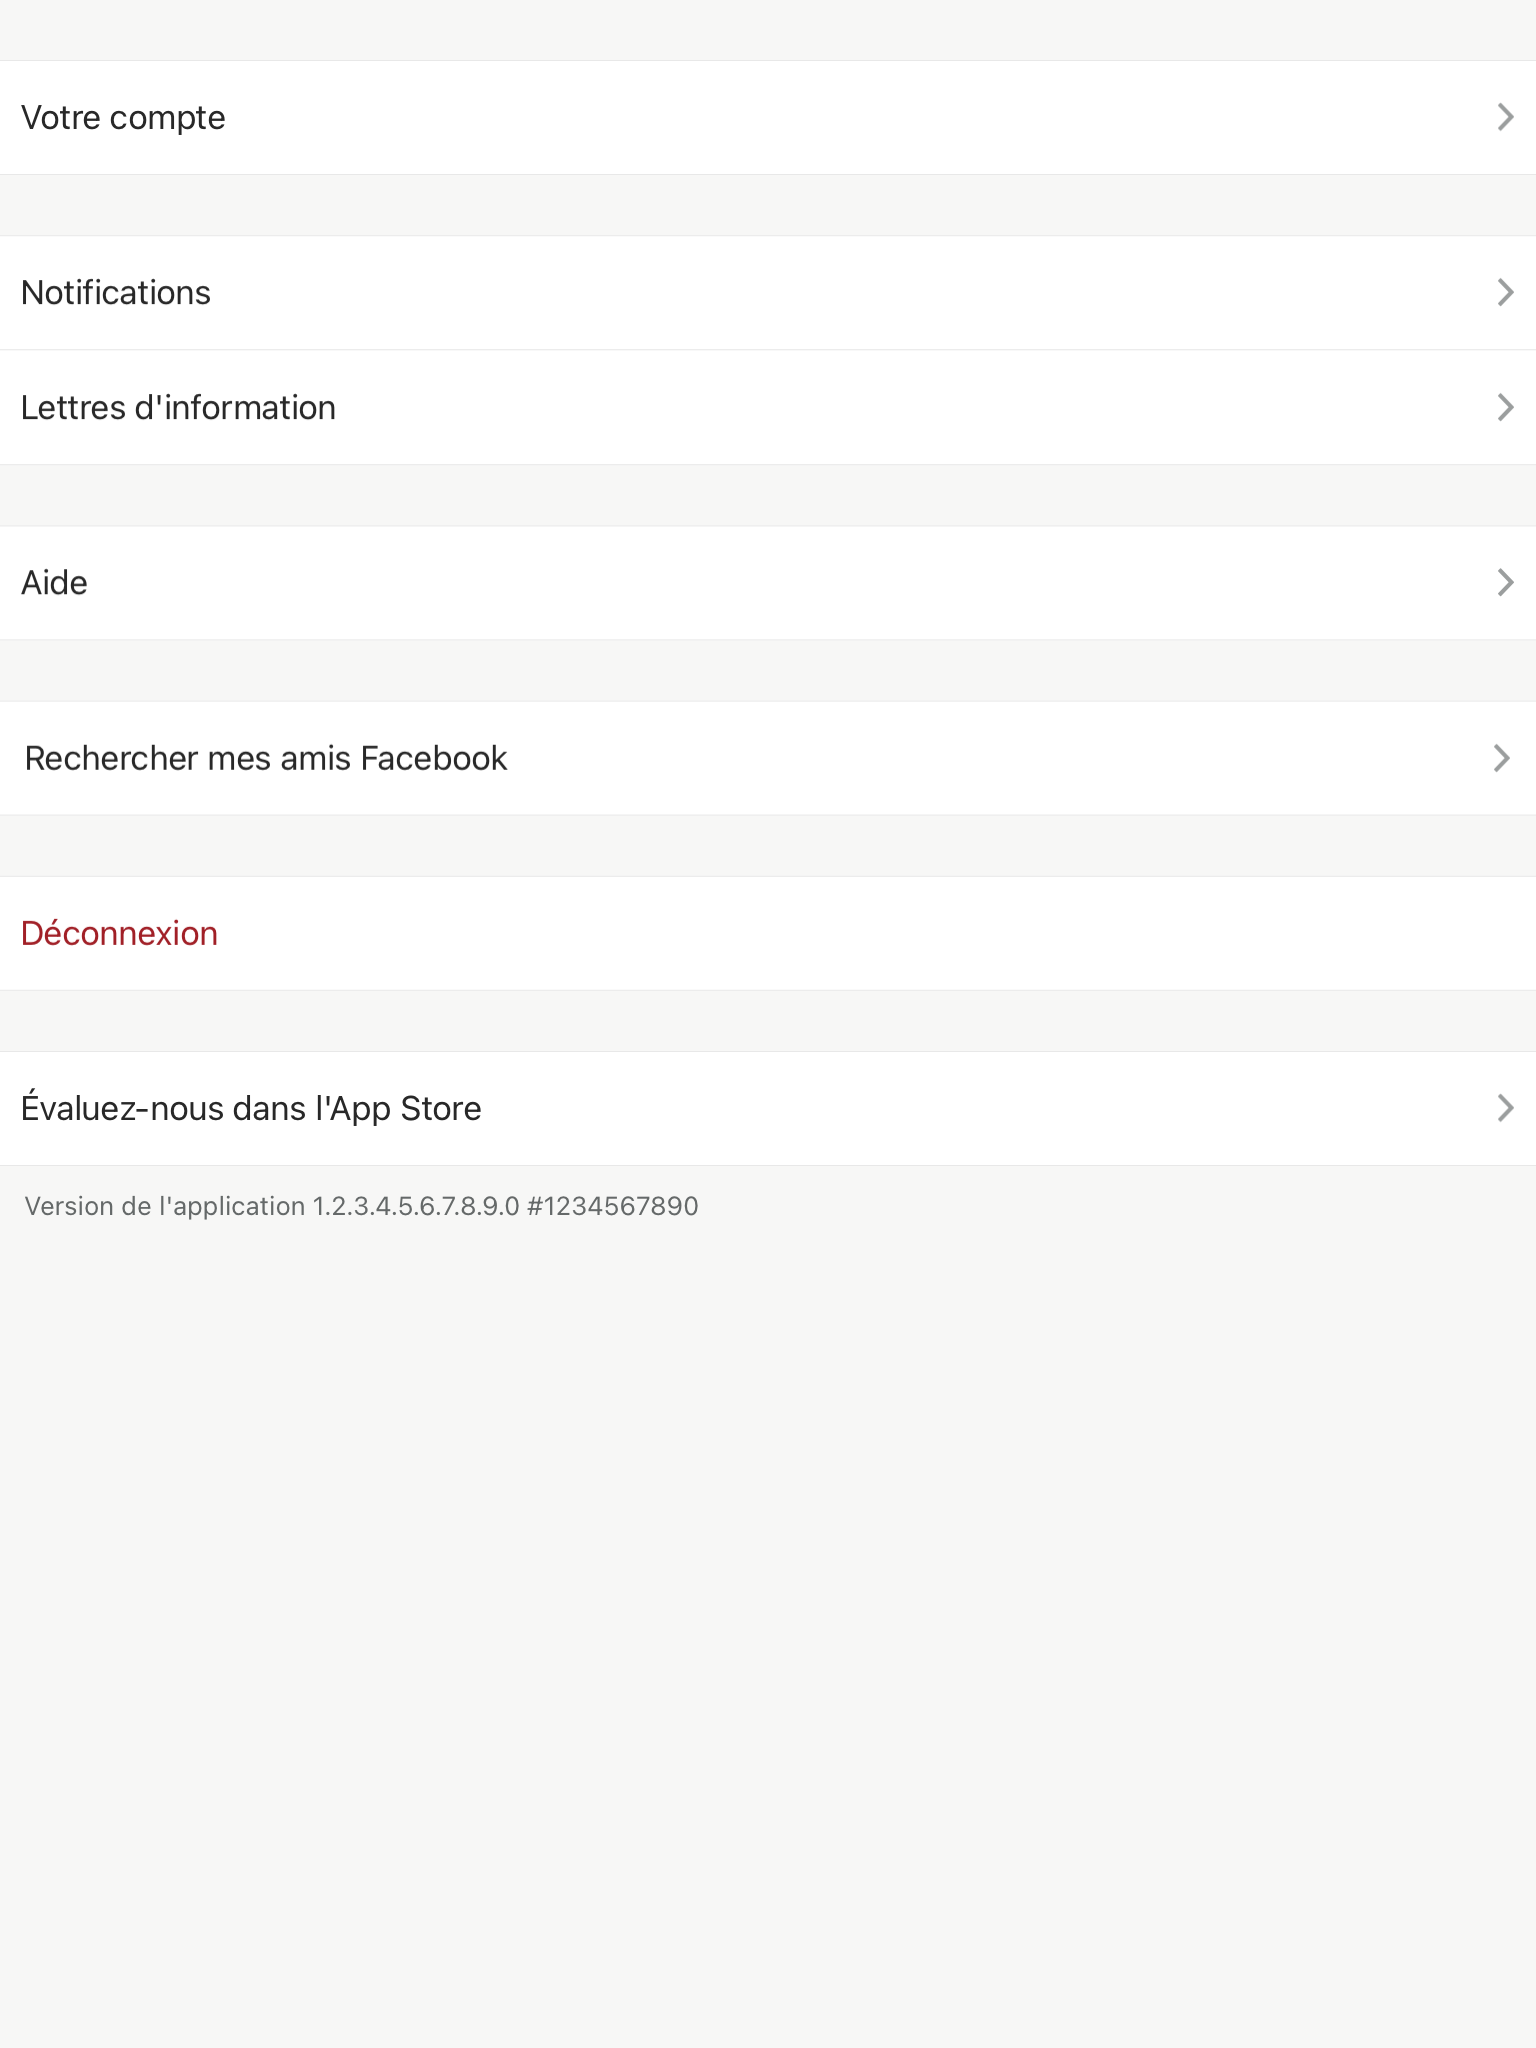 Votre compte
Notifications
Lettres d'information
Aide
Rechercher mes amis Facebook
Déconnexion
Évaluez-nous dans l'App Store
Version de l'application 1.2.3.4.5.6.7.8.9.0 #1234567890